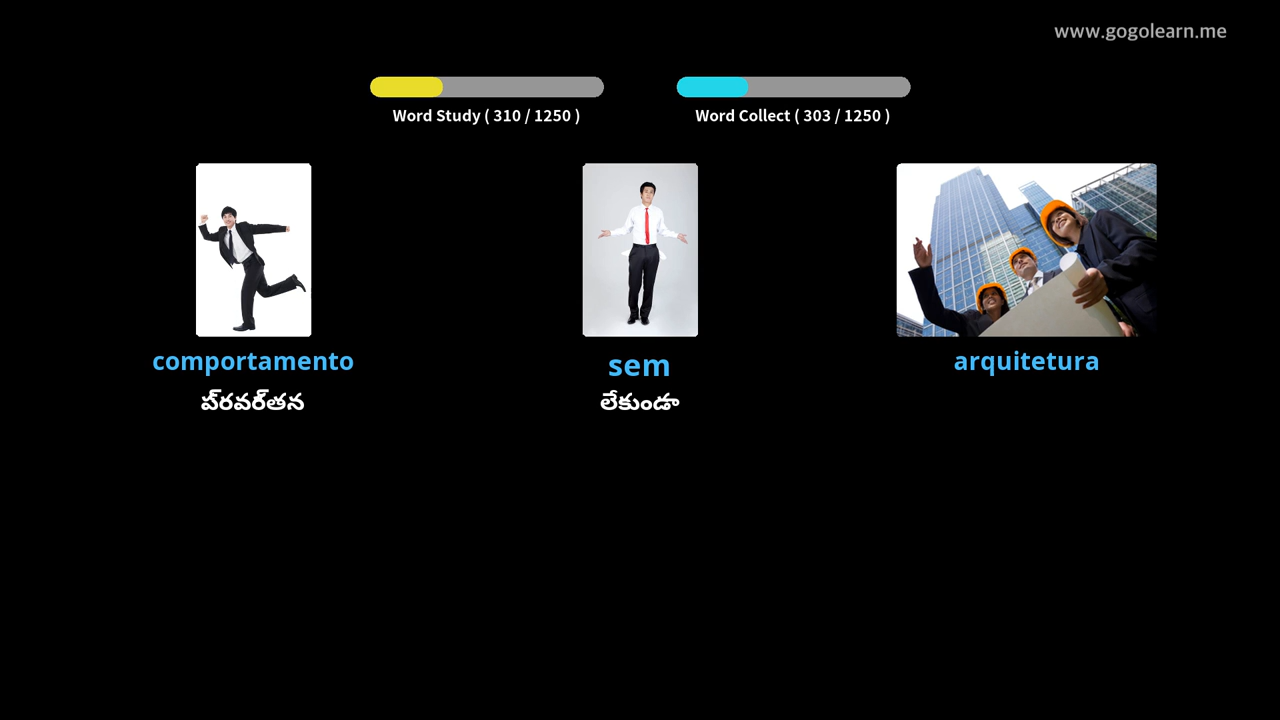 www.gogolearn.me
Word Study ( 310 / 1250 )
Word Collect ( 303 / 1250 )
comportamento
sem
arquitetura
ప్‌రవర్‌తన
లేకుండా